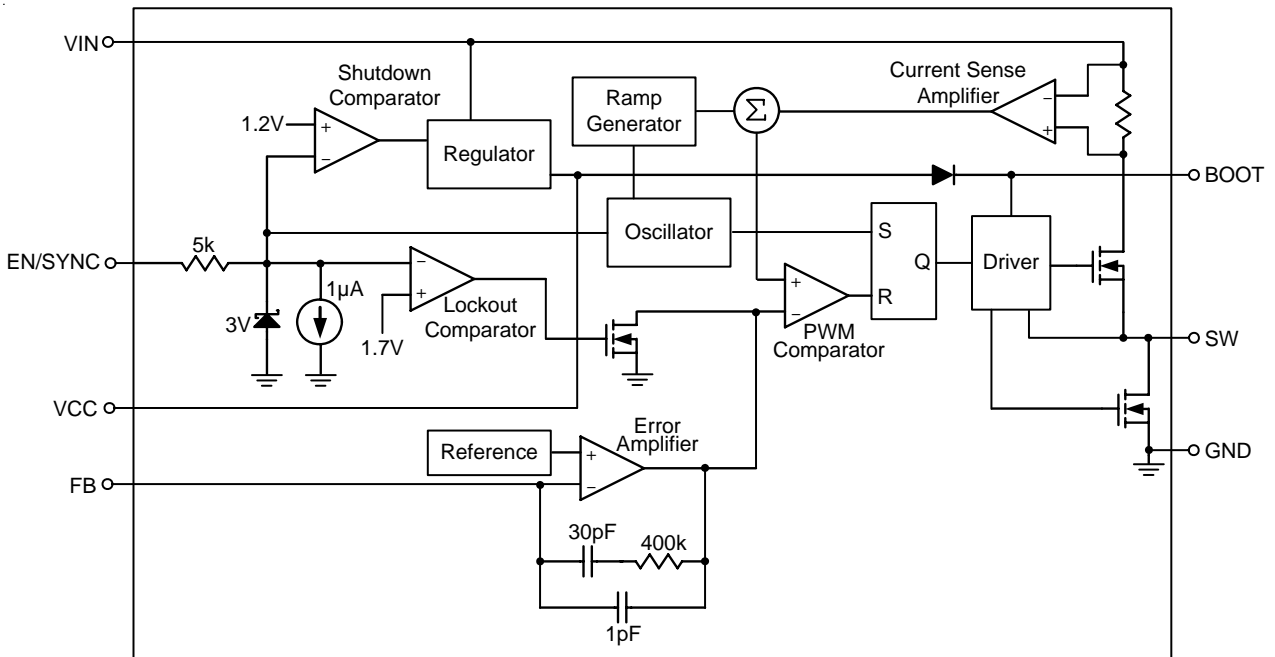 VIN
Shutdown
Comparator
1.2V
+
−
Regulator
Ramp
Generator
Σ
Current Sense
Amplifier
−
+
BOOT
EN/SYNC
5k
3V
1µA
−
+
1.7V
Lockout
Comparator
Oscillator
+
−
PWM
Comparator
S
Q
R
Driver
SW
VCC
Reference
Error
Amplifier
+
−
GND
FB
30pF
400k
1pF